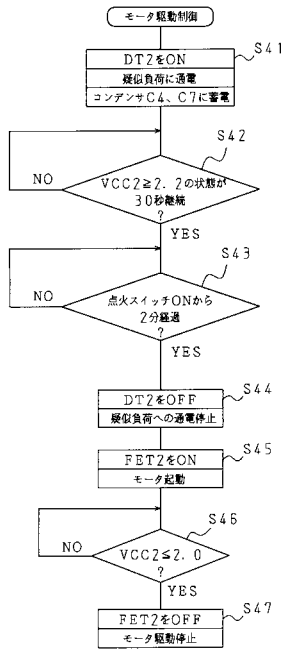 モータ駆動制御
S41
DT2をON
疑似負荷に通電
コンデンサC4、C7に蓄電
S42
VCC2≧2.2の状態が
30秒継続
?
NO
YES
S43
点火スイッチONから
2分経過
?
NO
YES
S44
DT2をOFF
疑似負荷への通電停止
S45
FET2をON
モータ起動
S46
VCC2≦2.0
?
NO
YES
S47
FET2をOFF
モータ駆動停止